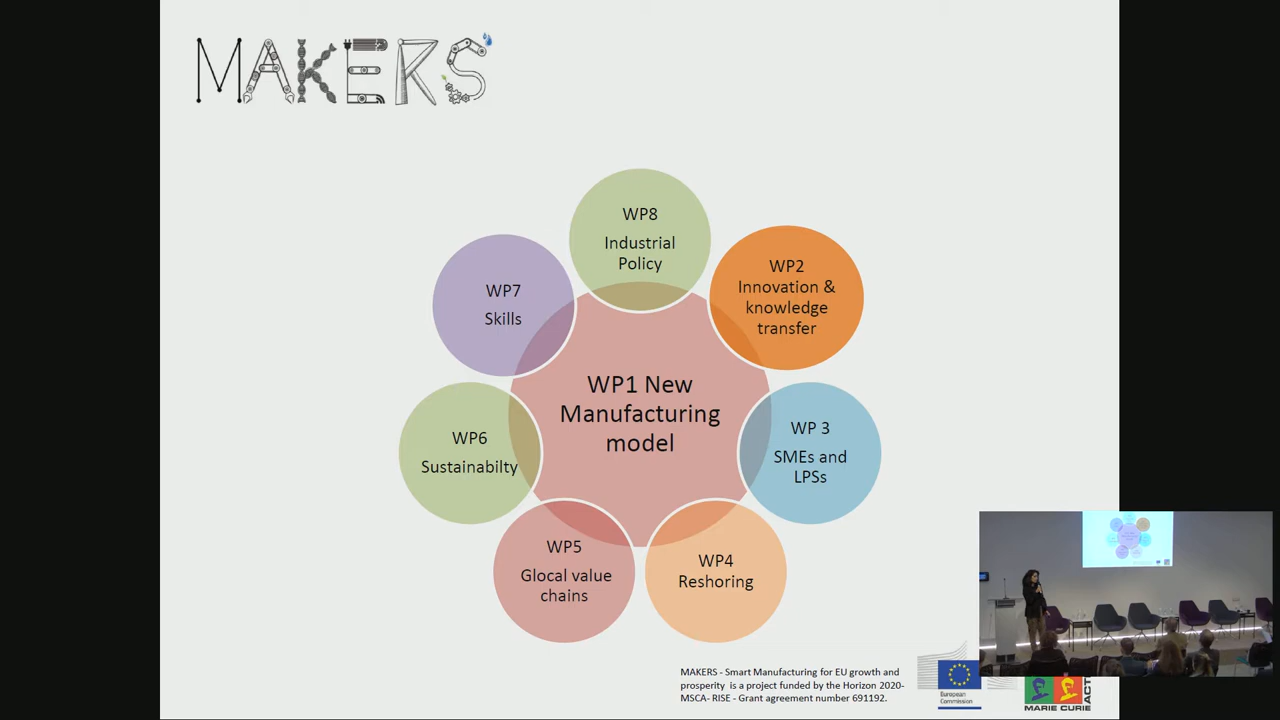 MAKERS
WP8
Industrial
Policy
WP2
Innovation &
knowledge
transfer
WP7
Skills
WP1 New
Manufacturing
model
WP 3
SMEs and
LPSs
WP6
Sustainabilty
WP5
Glocal value
chains
WP4
Reshoring
MAKERS - Smart Manufacturing for EU growth and
prosperity is a project funded by the Horizon 2020-
MSCA- RISE - Grant agreement number 691192.
European
Commission
MARIE CURIE
ACT